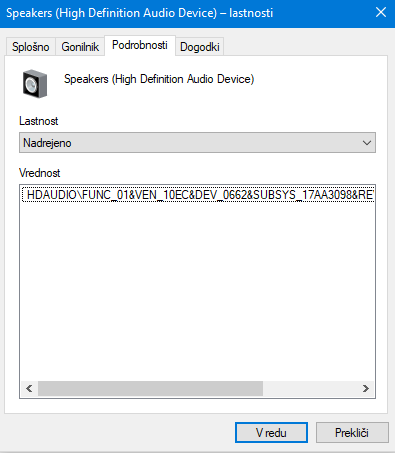 Speakers (High Definition Audio Device) – lastnosti
Splošno Gonilnik Podrobnosti Dogodki
Speakers (High Definition Audio Device)
Lastnost
Nadrejeno
Vrednost
HDAUDIO\FUNC_01&VEN_10EC&DEV_0662&SUBSYS_17AA3098&RE
V redu Prekliči